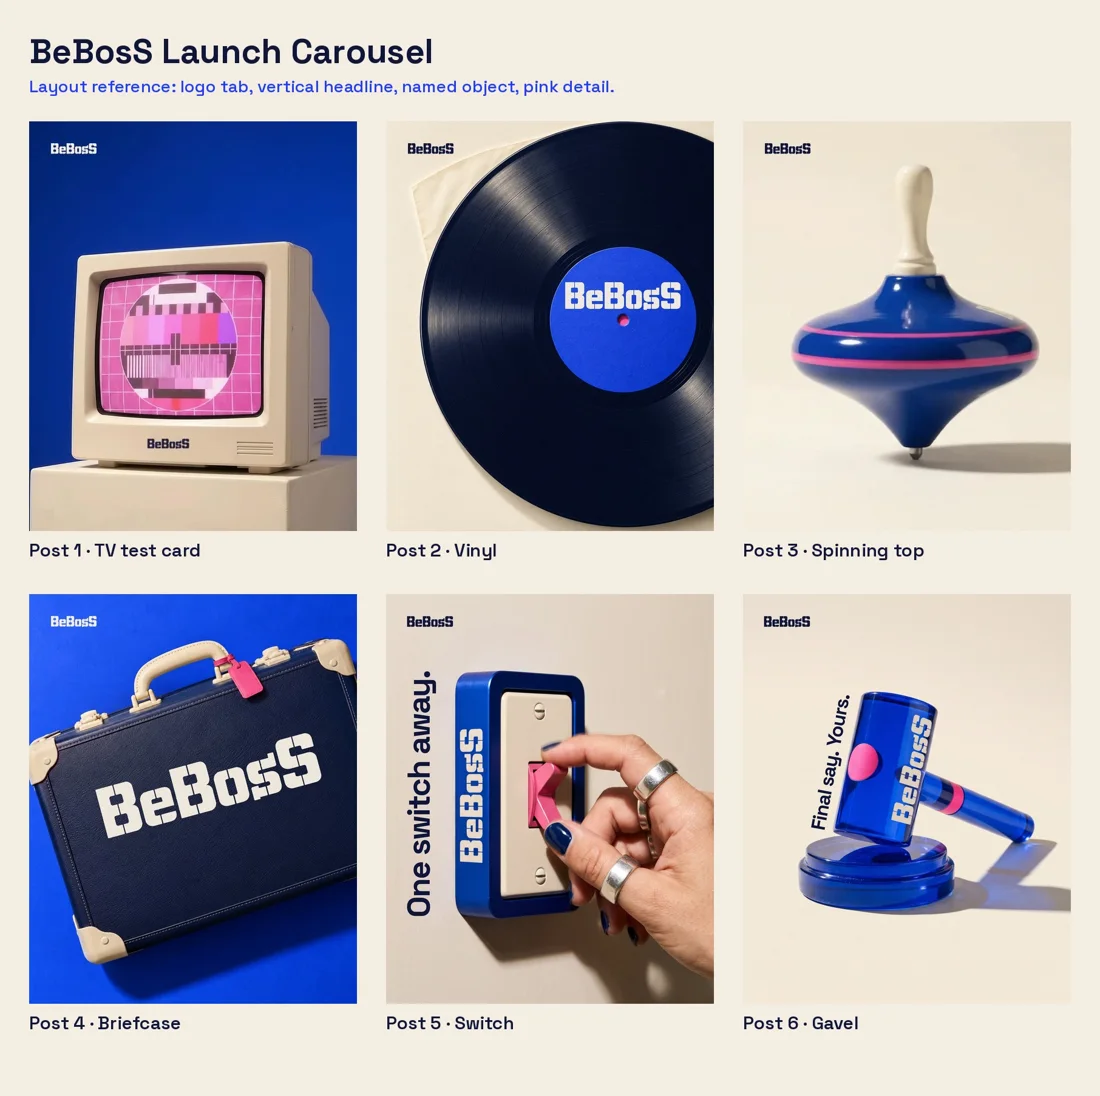 BeBosS Launch Carousel
Layout reference: logo tab, vertical headline, named object, pink detail.
BeBosS
BeBosS
Post 1 · TV test card
BeBosS
BeBosS
Post 2 · Vinyl
BeBosS
Post 3 · Spinning top
BeBosS
BeBosS
Post 4 · Briefcase
BeBosS
One switch away.
BeBosS
Post 5 · Switch
BeBosS
Final say. Yours.
BeBosS
Post 6 · Gavel